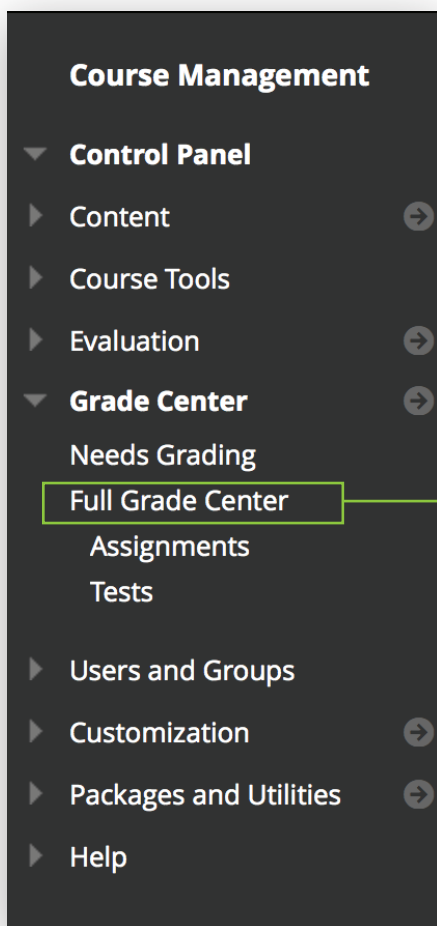 Course Management
Control Panel
Content
Course Tools
Evaluation
Grade Center
Needs Grading
Full Grade Center
Assignments
Tests
Users and Groups
Customization
Packages and Utilities
Help